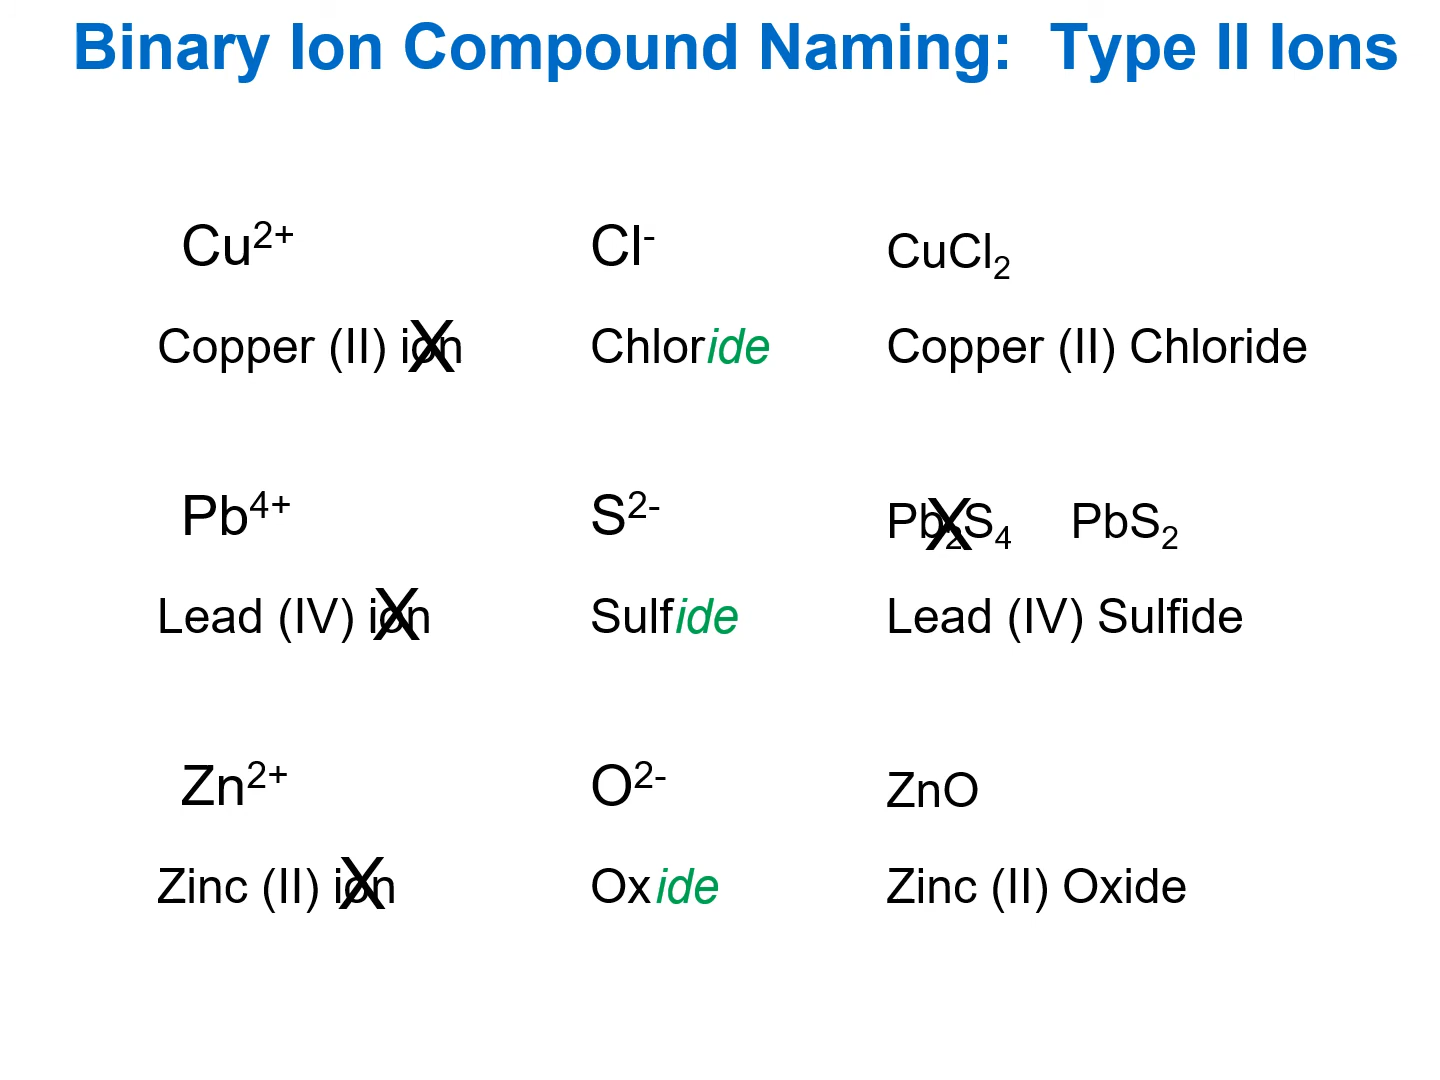 Binary Ion Compound Naming: Type II Ions
Cu²⁺ Cl⁻ CuCl₂
Copper (II) ion X Chloride Copper (II) Chloride
Pb⁴⁺ S²⁻ Pb₂S₄ X PbS₂
Lead (IV) ion X Sulfide Lead (IV) Sulfide
Zn²⁺ O²⁻ ZnO
Zinc (II) ion X Oxide Zinc (II) Oxide